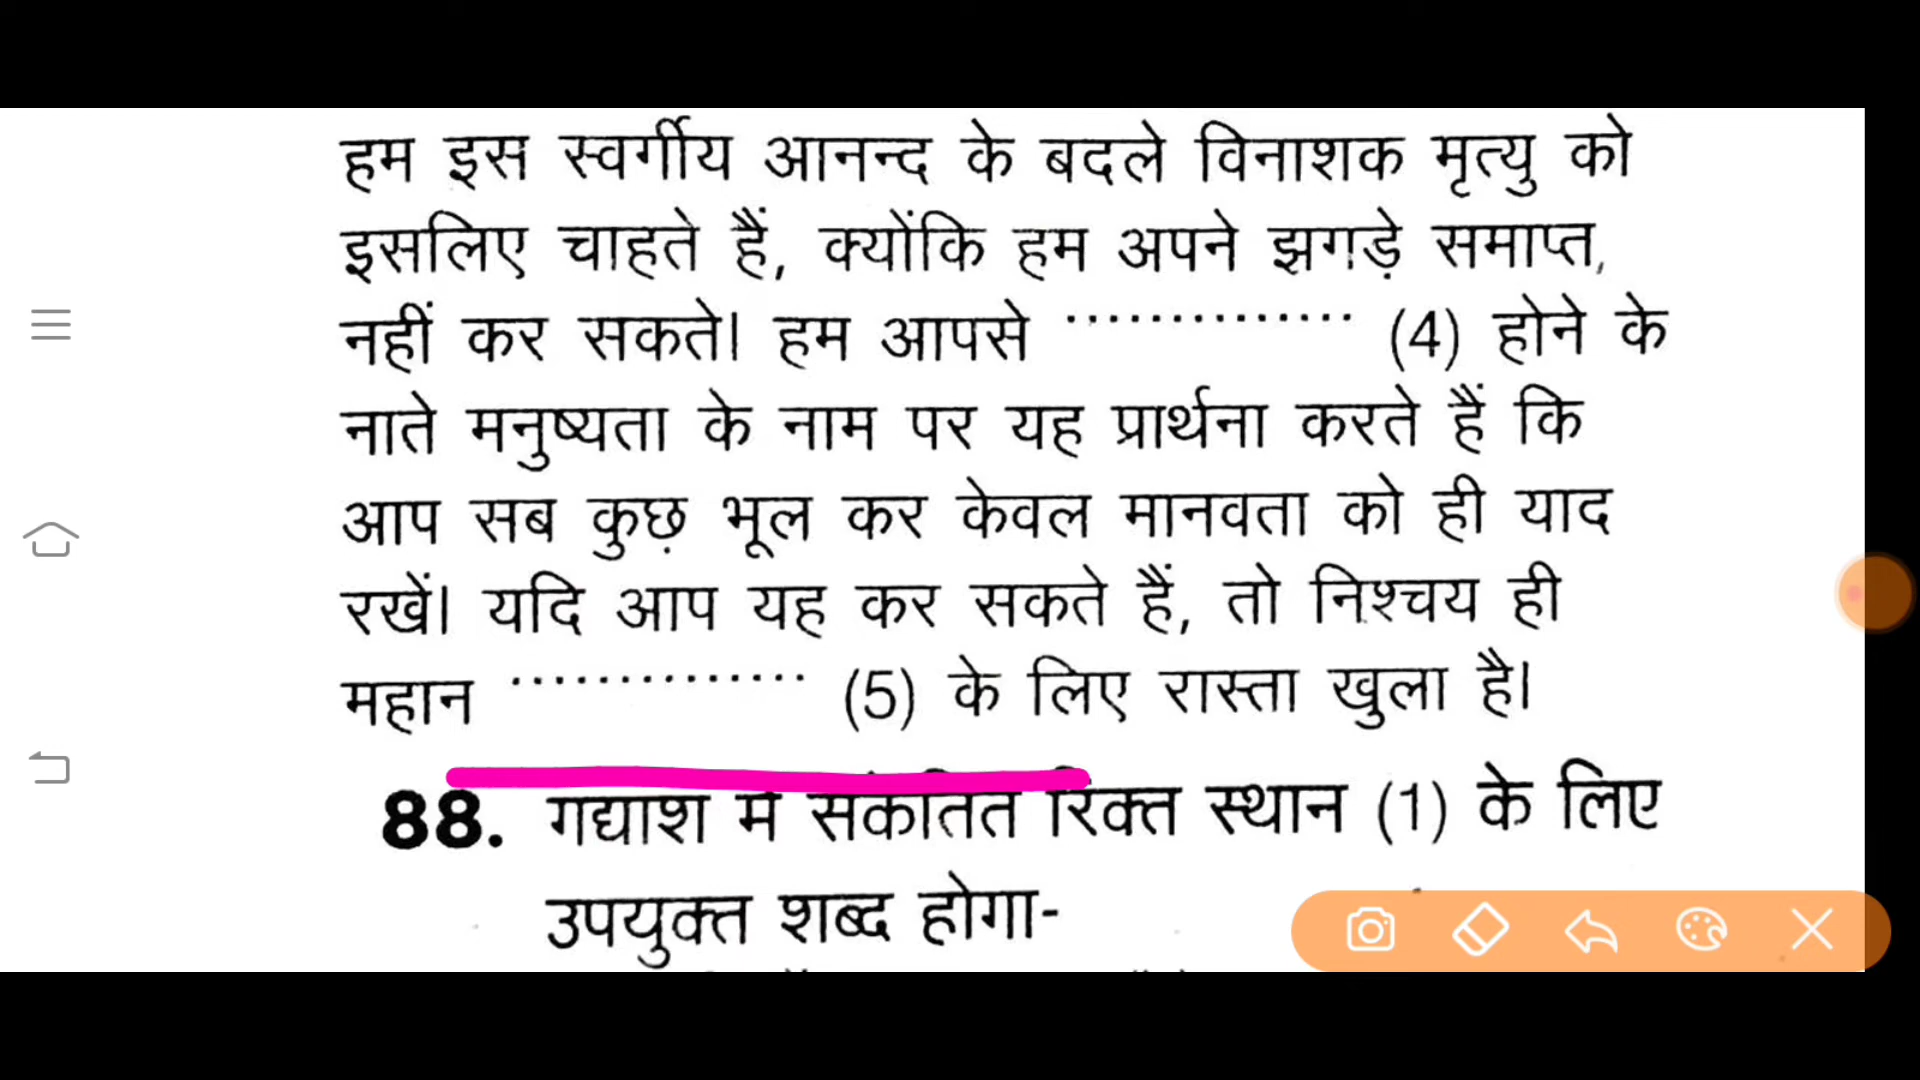 हम इस स्वर्गीय आनन्द के बदले विनाशक मृत्यु को
इसलिए चाहते हैं, क्योंकि हम अपने झगड़े समाप्त,
नहीं कर सकते। हम आपसे .............. (4) होने के
नाते मनुष्यता के नाम पर यह प्रार्थना करते हैं कि
आप सब कुछ भूल कर केवल मानवता को ही याद
रखें। यदि आप यह कर सकते हैं, तो निश्चय ही
महान .............. (5) के लिए रास्ता खुला है।
88. गद्याश में संकेतित रिक्त स्थान (1) के लिए
उपयुक्त शब्द होगा-